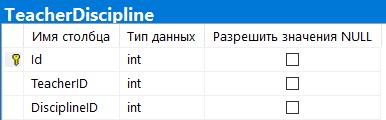 TeacherDiscipline
Имя столбца Тип данных Разрешить значения NULL
Id int
TeacherID int
DisciplineID int